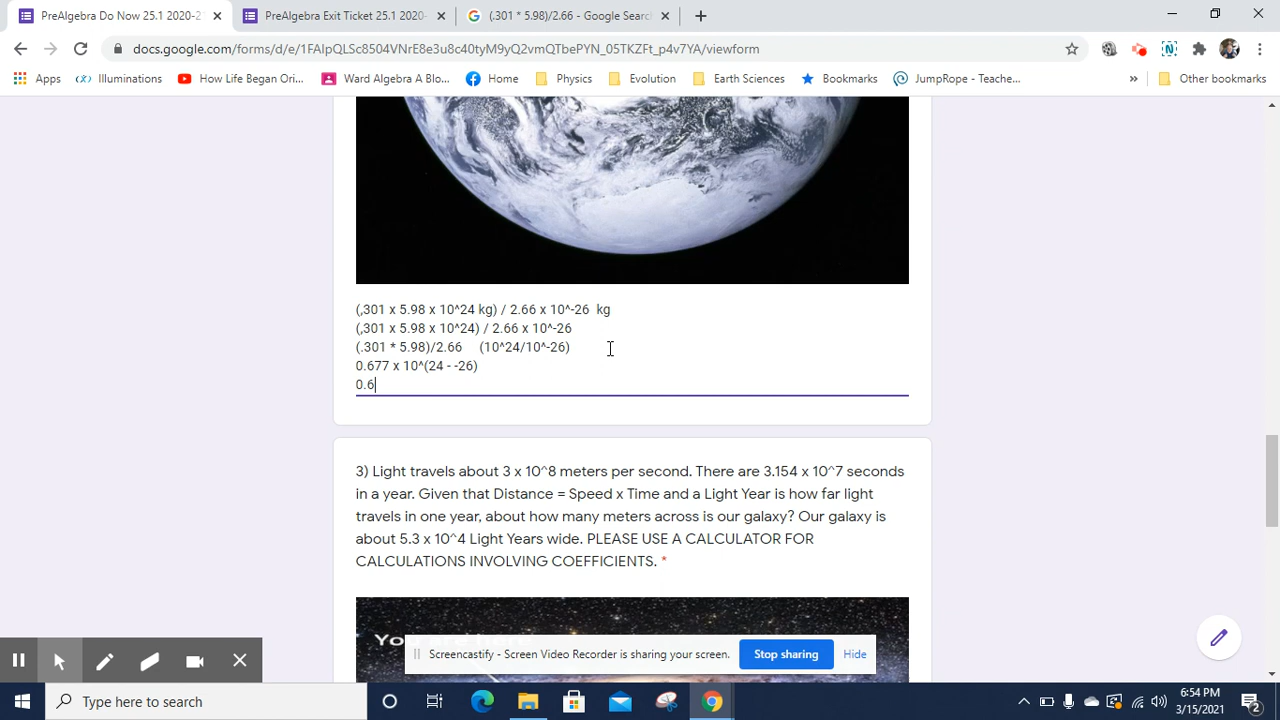 PreAlgebra Do Now 25.1 2020-2
PreAlgebra Exit Ticket 25.1 2020-
(.301 * 5.98)/2.66 - Google Searc
docs.google.com/forms/d/e/1FAIpQLSc8504VNrE8e3u8c40tyM9yQ2vmQTbePYN_05TKZFt_p4v7YA/viewform
Apps
Illuminations
How Life Began Ori...
Ward Algebra A Blo...
Home
Physics
Evolution
Earth Sciences
Bookmarks
JumpRope - Teache...
»
Other bookmarks
(,301 x 5.98 x 10^24 kg) / 2.66 x 10^-26 kg
(,301 x 5.98 x 10^24) / 2.66 x 10^-26
(.301 * 5.98)/2.66 (10^24/10^-26)
0.677 x 10^(24 - -26)
0.6
3) Light travels about 3 x 10^8 meters per second. There are 3.154 x 10^7 seconds
in a year. Given that Distance = Speed x Time and a Light Year is how far light
travels in one year, about how many meters across is our galaxy? Our galaxy is
about 5.3 x 10^4 Light Years wide. PLEASE USE A CALCULATOR FOR
CALCULATIONS INVOLVING COEFFICIENTS. *
Screencastify - Screen Video Recorder is sharing your screen.
Stop sharing
Hide
Type here to search
6:54 PM
3/15/2021
2